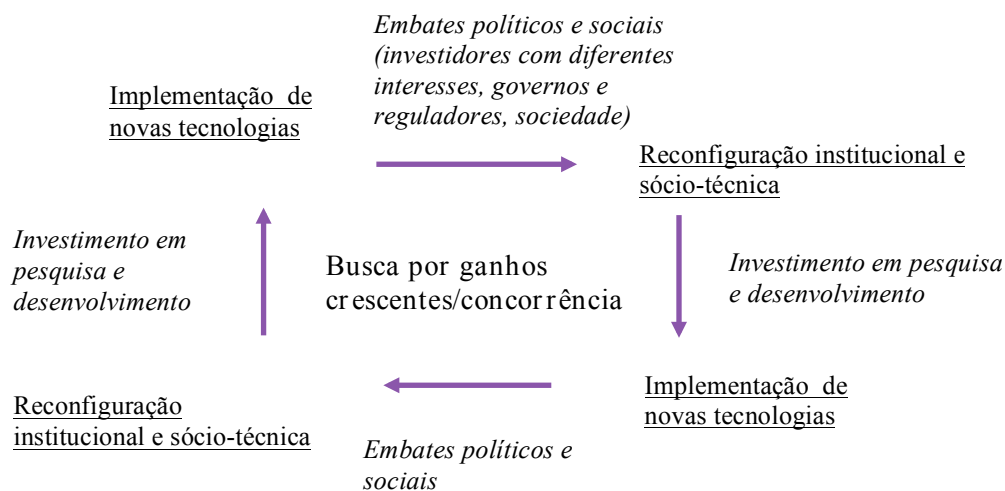 Embates políticos e sociais
(investidores com diferentes
interesses, governos e
reguladores, sociedade)
Implementação de
novas tecnologias
Reconfiguração institucional e
sócio-técnica
Investimento em
pesquisa e
desenvolvimento
Busca por ganhos
crescentes/concorrência
Investimento em pesquisa
e desenvolvimento
Reconfiguração
institucional e sócio-técnica
Implementação de
novas tecnologias
Embates políticos e
sociais